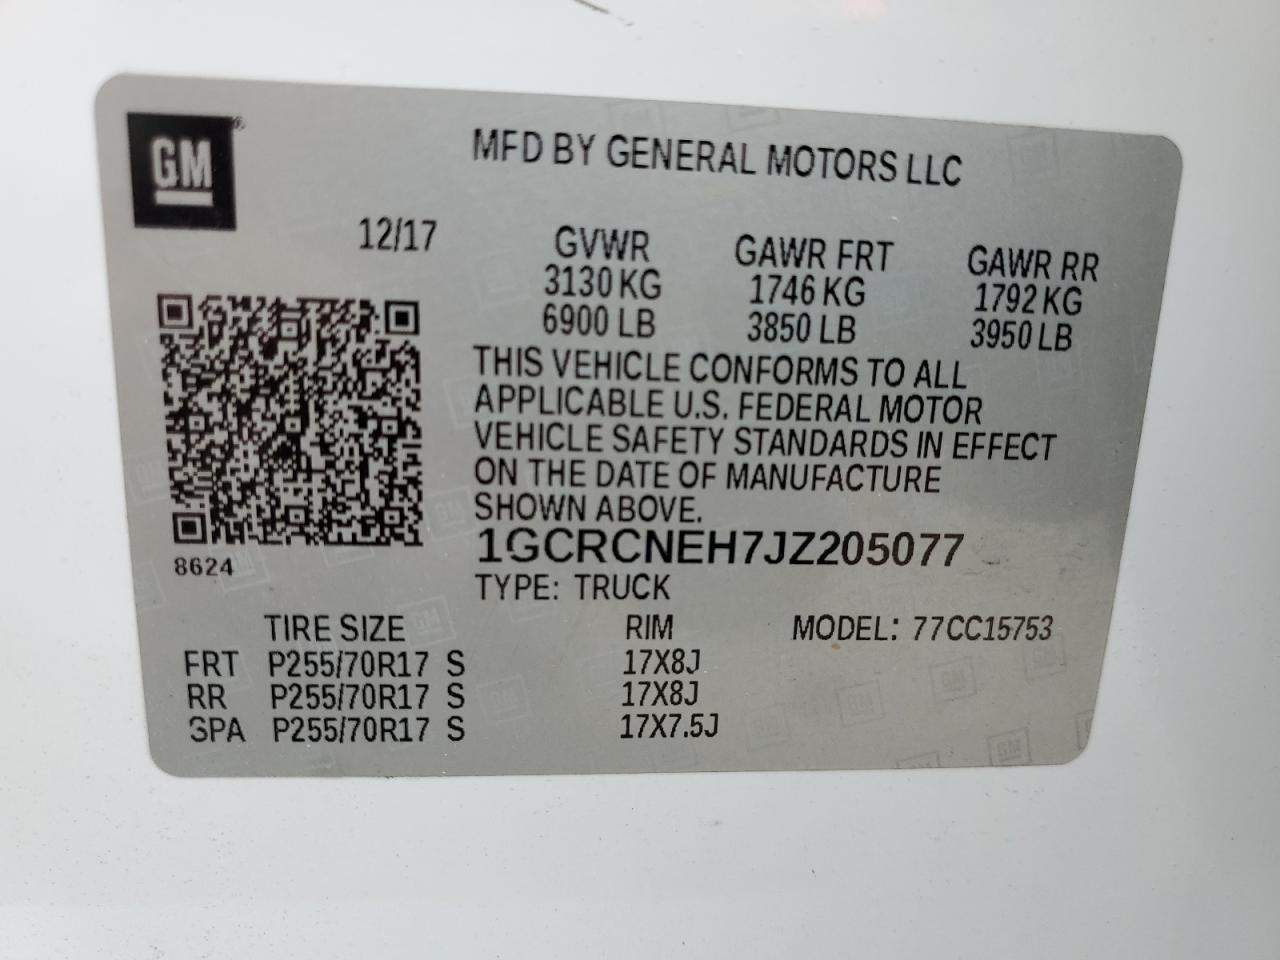 GM
MFD BY GENERAL MOTORS LLC
12/17
GVWR
3130 KG
6900 LB
GAWR FRT
1746 KG
3850 LB
GAWR RR
1792 KG
3950 LB
THIS VEHICLE CONFORMS TO ALL
APPLICABLE U.S. FEDERAL MOTOR
VEHICLE SAFETY STANDARDS IN EFFECT
ON THE DATE OF MANUFACTURE
SHOWN ABOVE.
8624
1GCRCNEH7JZ205077
TYPE: TRUCK
TIRE SIZE RIM MODEL: 77CC15753
FRT P255/70R17 S 17X8J
RR P255/70R17 S 17X8J
SPA P255/70R17 S 17X7.5J